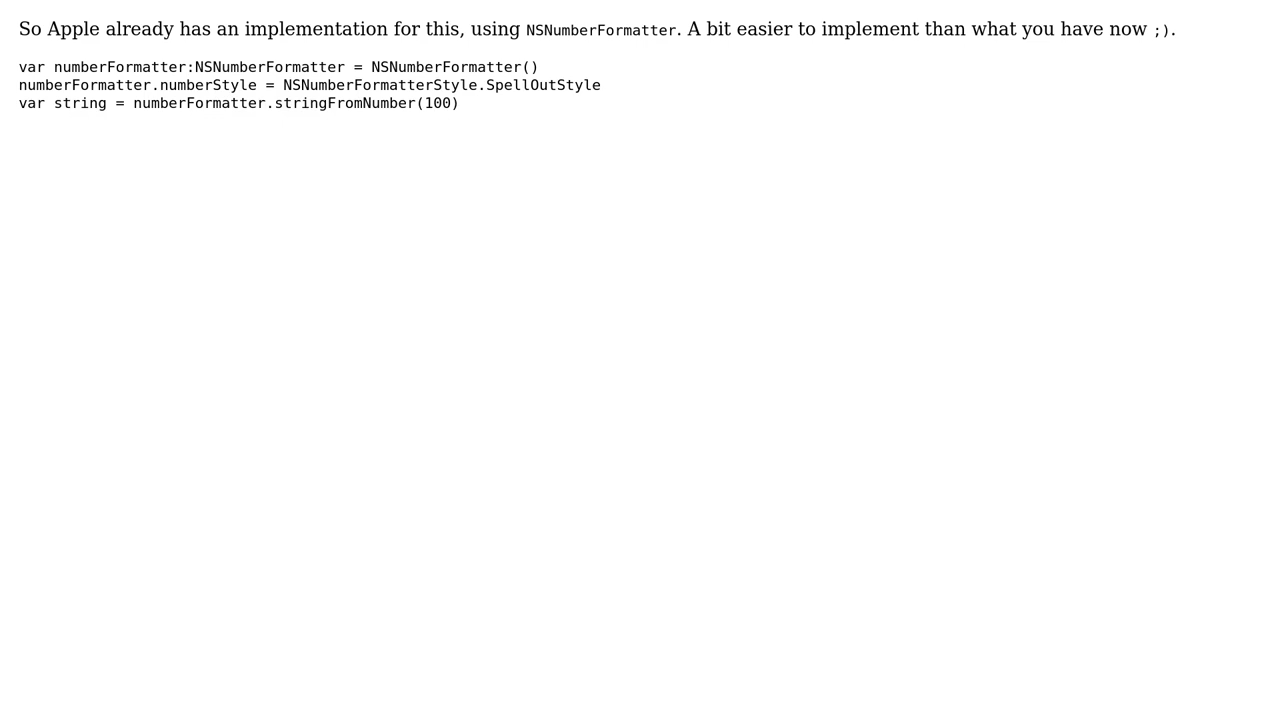 So Apple already has an implementation for this, using NSNumberFormatter. A bit easier to implement than what you have now ;).
var numberFormatter:NSNumberFormatter = NSNumberFormatter()
numberFormatter.numberStyle = NSNumberFormatterStyle.SpellOutStyle
var string = numberFormatter.stringFromNumber(100)